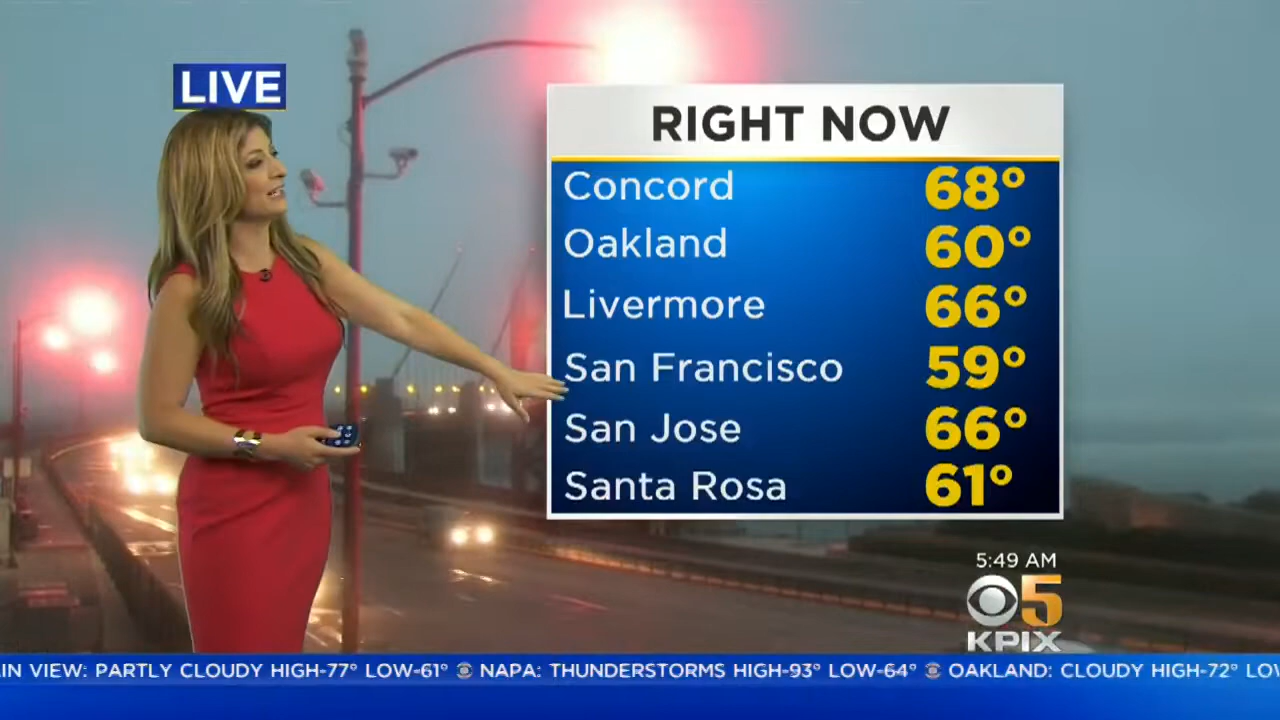 LIVE
RIGHT NOW
Concord 68°
Oakland 60°
Livermore 66°
San Francisco 59°
San Jose 66°
Santa Rosa 61°
5:49 AM
5
KPIX
VIEW: PARTLY CLOUDY HIGH-77° LOW-61° NAPA: THUNDERSTORMS HIGH-93° LOW-64° OAKLAND: CLOUDY HIGH-72°